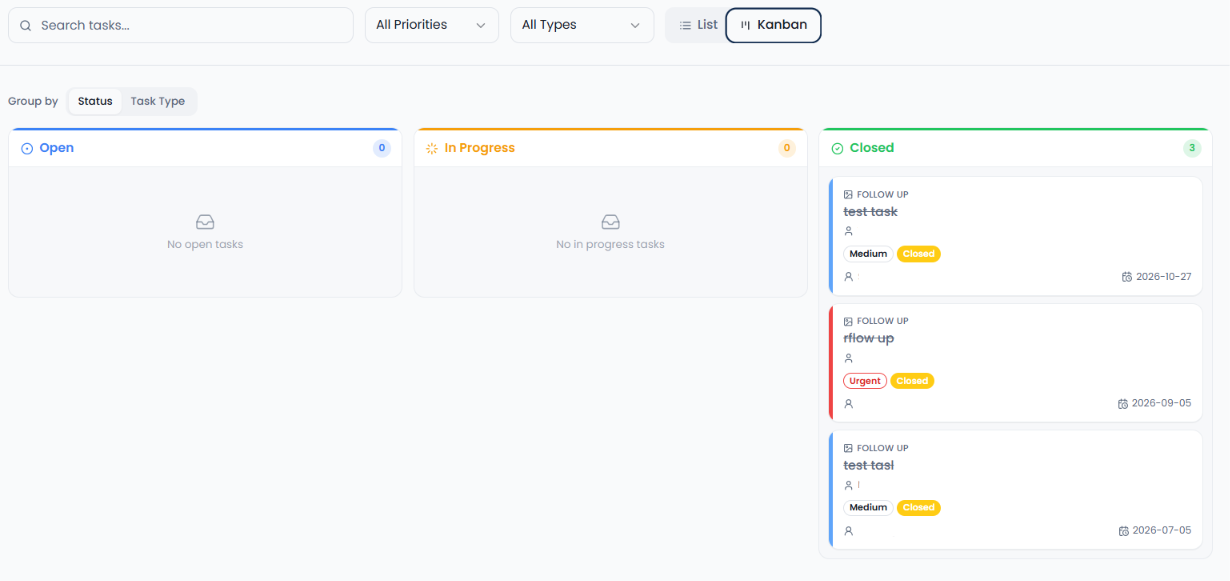 Search tasks...
All Priorities
All Types
List
Kanban
Group by
Status
Task Type
Open
0
No open tasks
In Progress
0
No in progress tasks
Closed
3
FOLLOW UP
test task
Medium
Closed
2026-10-27
FOLLOW UP
rflow up
Urgent
Closed
2026-09-05
FOLLOW UP
test tasl
Medium
Closed
2026-07-05